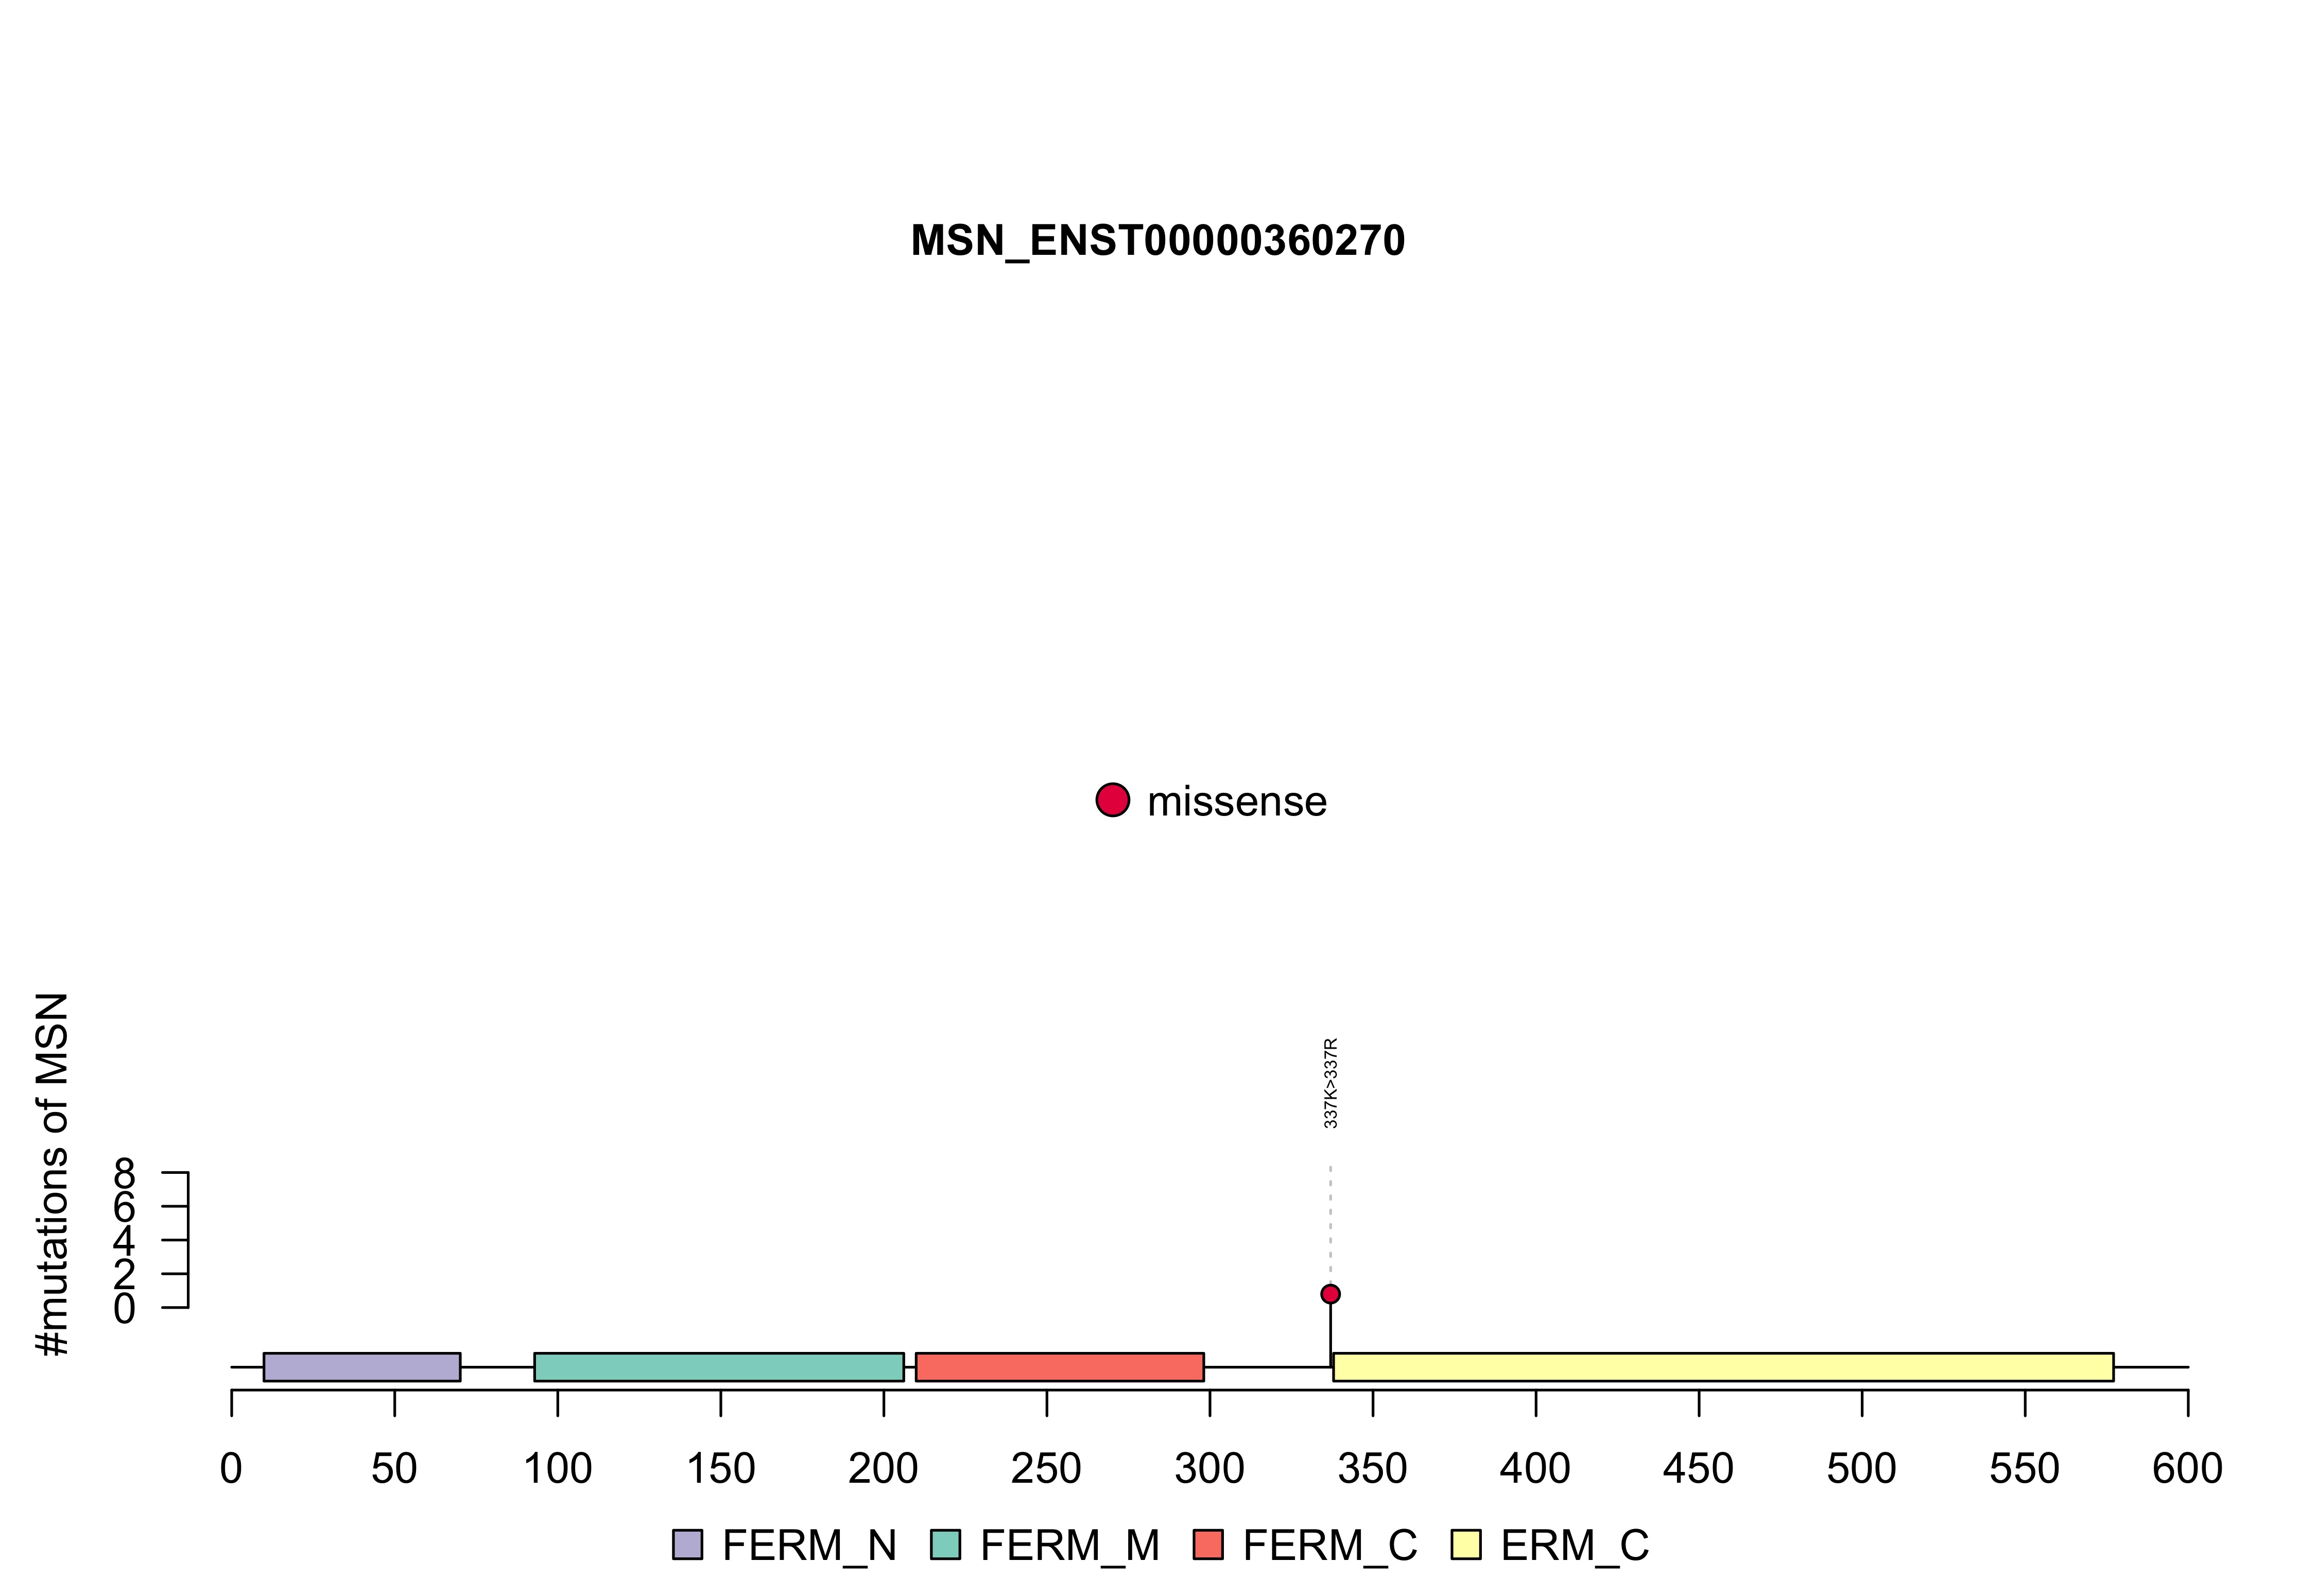 MSN_ENST00000360270
missense
#mutations of MSN
337K>337R
8
6
4
2
0
0 50 100 150 200 250 300 350 400 450 500 550 600
FERM_N FERM_M FERM_C ERM_C